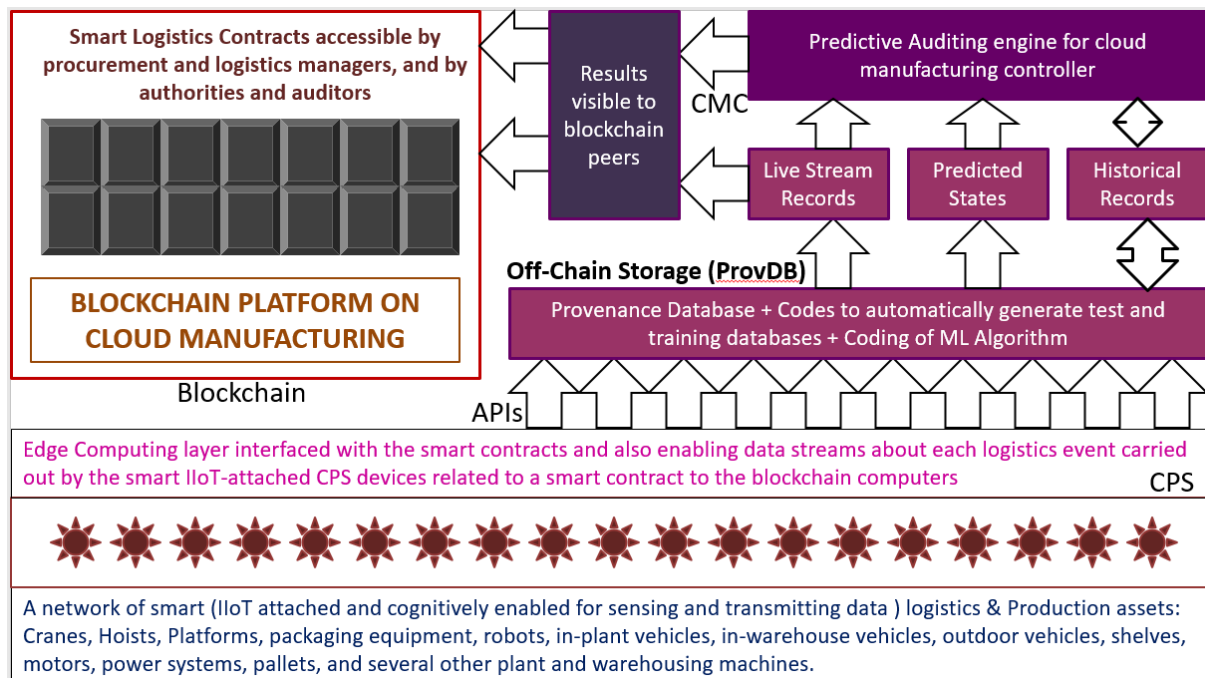 Smart Logistics Contracts accessible by
procurement and logistics managers, and by
authorities and auditors
BLOCKCHAIN PLATFORM ON
CLOUD MANUFACTURING
Blockchain
Results
visible to
blockchain
peers
CMC
Predictive Auditing engine for cloud
manufacturing controller
Live Stream
Records
Predicted
States
Historical
Records
Off-Chain Storage (ProvDB)
Provenance Database + Codes to automatically generate test and
training databases + Coding of ML Algorithm
APIs
Edge Computing layer interfaced with the smart contracts and also enabling data streams about each logistics event carried
out by the smart IIoT-attached CPS devices related to a smart contract to the blockchain computers
CPS
A network of smart (IIoT attached and cognitively enabled for sensing and transmitting data ) logistics & Production assets:
Cranes, Hoists, Platforms, packaging equipment, robots, in-plant vehicles, in-warehouse vehicles, outdoor vehicles, shelves,
motors, power systems, pallets, and several other plant and warehousing machines.